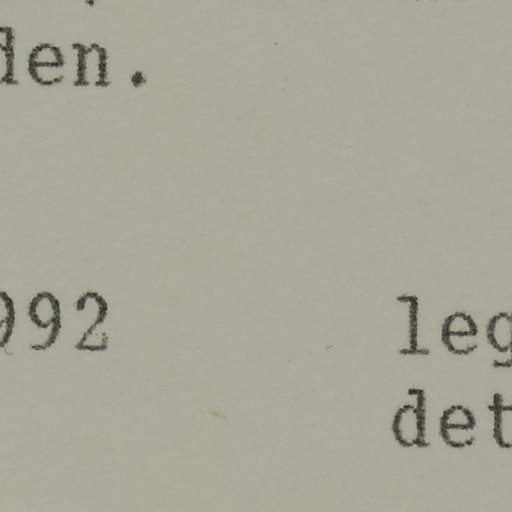 den.
992 leg
det